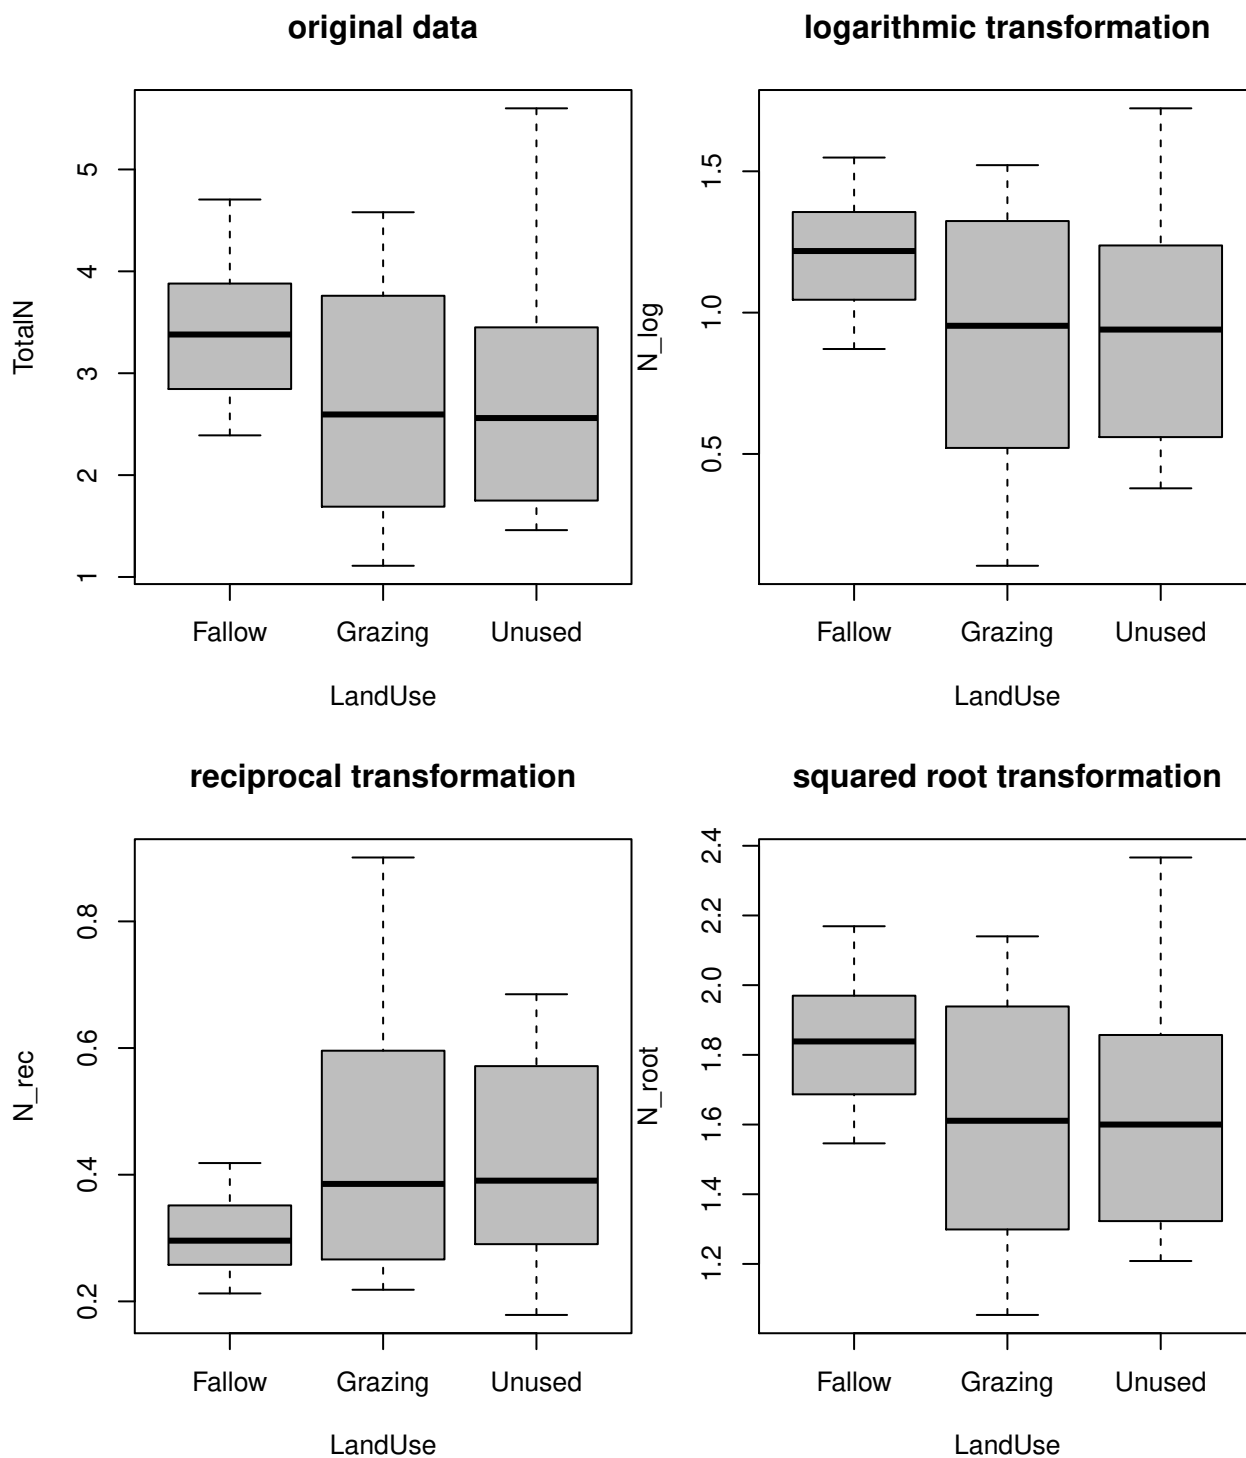 original data
TotalN
5
4
3
2
1
Fallow Grazing Unused
LandUse
logarithmic transformation
N_log
1.5
1.0
0.5
Fallow Grazing Unused
LandUse
reciprocal transformation
N_rec
0.8
0.6
0.4
0.2
Fallow Grazing Unused
LandUse
squared root transformation
N_root
2.4
2.2
2.0
1.8
1.6
1.4
1.2
Fallow Grazing Unused
LandUse